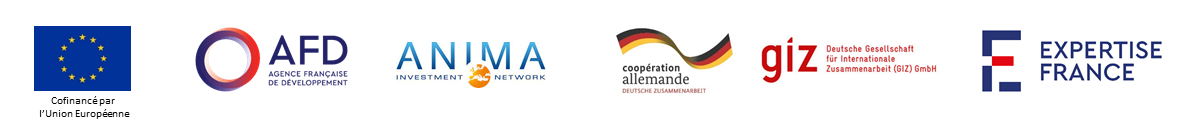 Cofinancé par
l'Union Européenne
AFD
AGENCE FRANÇAISE
DE DÉVELOPPEMENT
ANIMA
INVESTMENT NETWORK
coopération
allemande
DEUTSCHE ZUSAMMENARBEIT
giz
Deutsche Gesellschaft
für Internationale
Zusammenarbeit (GIZ) GmbH
EXPERTISE
FRANCE